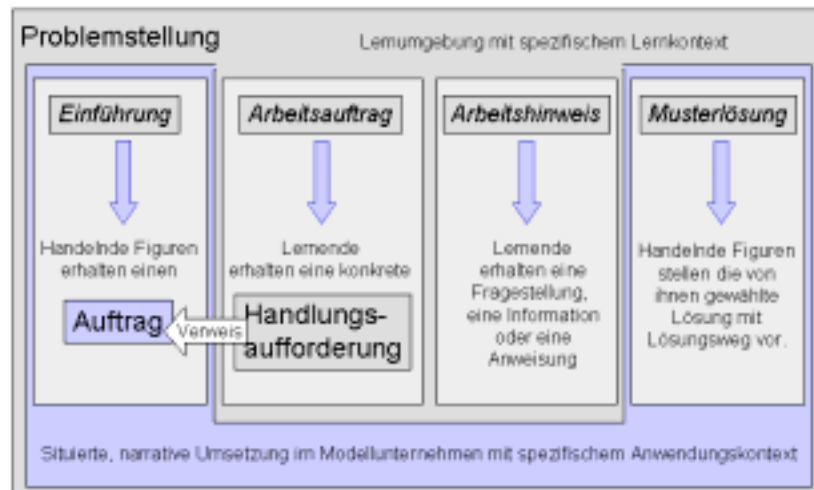 Problemstellung
Lernumgebung mit spezifischem Lernkontext
Einführung
Handelnde Figuren
erhalten einen
Auftrag
Verweis
Arbeitsauftrag
Lernende
erhalten eine konkrete
Handlungs-
aufforderung
Arbeitshinweis
Lernende
erhalten eine
Fragestellung,
eine Information
oder eine
Anweisung
Musterlösung
Handelnde Figuren
stellen die von
ihnen gewählte
Lösung mit
Lösungsweg vor.
Situierte, narrative Umsetzung im Modellunternehmen mit spezifischem Anwendungskontext